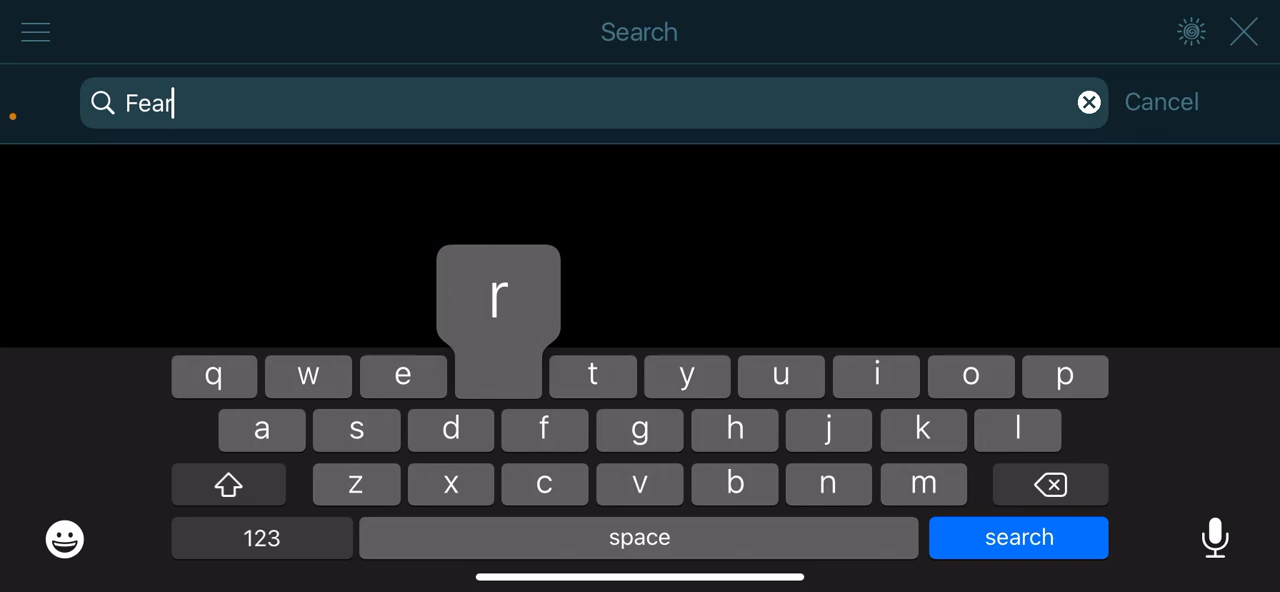 Search
Fear
Cancel
r
q w e t y u i o p
a s d f g h j k l
z x c v b n m
123 space search